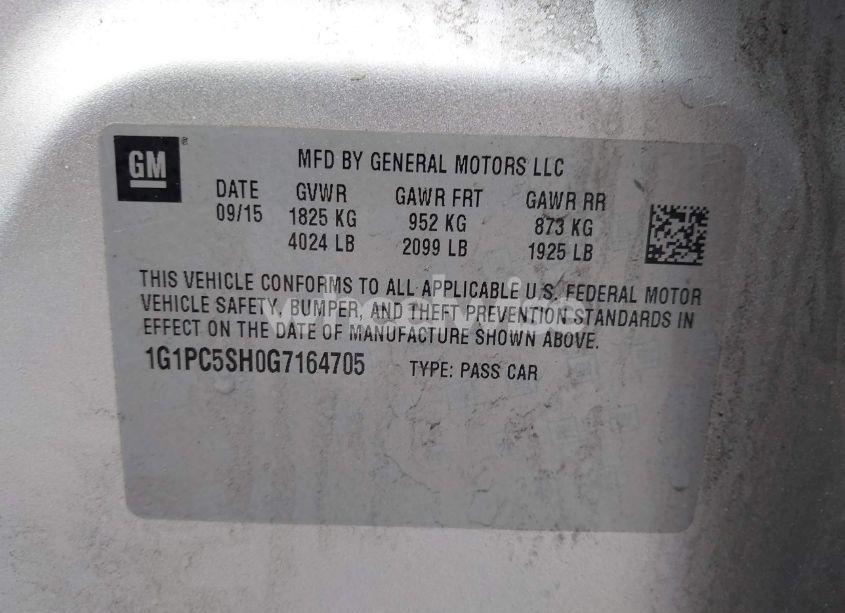 GM ®
MFD BY GENERAL MOTORS LLC
DATE GVWR GAWR FRT GAWR RR
09/15 1825 KG 952 KG 873 KG
4024 LB 2099 LB 1925 LB
THIS VEHICLE CONFORMS TO ALL APPLICABLE U.S. FEDERAL MOTOR
VEHICLE SAFETY, BUMPER, AND THEFT PREVENTION STANDARDS IN
EFFECT ON THE DATE OF MANUFACTURE SHOWN ABOVE.
1G1PC5SH0G7164705 TYPE: PASS CAR